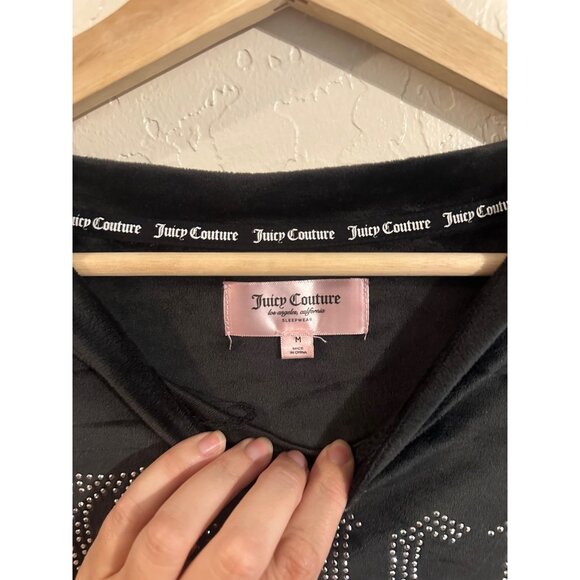 Juicy Couture Juicy Couture Juicy Couture Juicy Couture Juicy Couture
Juicy Couture
los angeles, california
SLEEPWEAR
M
MADE
IN CHINA